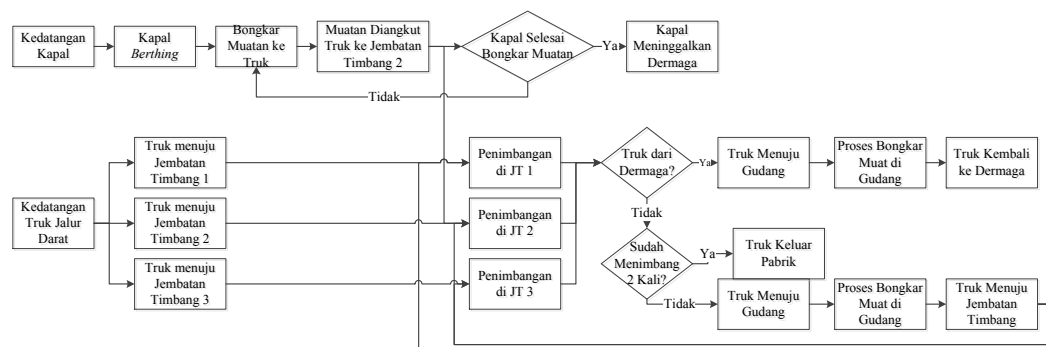 Kedatangan
Kapal
Kapal
Berthing
Bongkar
Muatan ke
Truk
Muatan Diangkut
Truk ke Jembatan
Timbang 2
Kapal Selesai
Bongkar Muatan
Ya
Kapal
Meninggalkan
Dermaga
Tidak
Kedatangan
Truk Jalur
Darat
Truk menuju
Jembatan
Timbang 1
Truk menuju
Jembatan
Timbang 2
Truk menuju
Jembatan
Timbang 3
Penimbangan
di JT 1
Penimbangan
di JT 2
Penimbangan
di JT 3
Truk dari
Dermaga?
Ya
Truk Menuju
Gudang
Proses Bongkar
Muat di
Gudang
Truk Kembali
ke Dermaga
Tidak
Sudah
Menimbang
2 Kali?
Ya
Truk Keluar
Pabrik
Tidak
Truk Menuju
Gudang
Proses Bongkar
Muat di
Gudang
Truk Menuju
Jembatan
Timbang